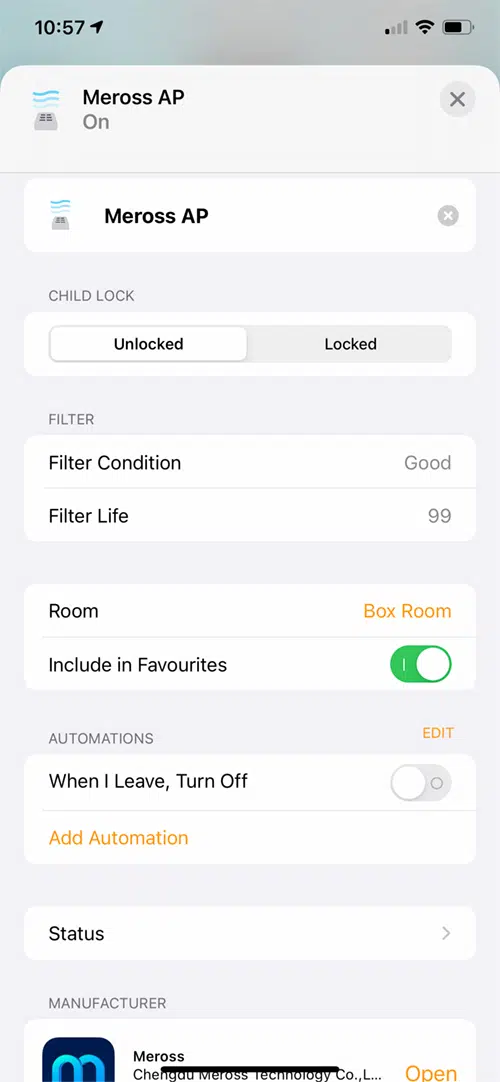 10:57
Meross AP
On
Meross AP
CHILD LOCK
Unlocked Locked
FILTER
Filter Condition Good
Filter Life 99
Room Box Room
Include in Favourites
AUTOMATIONS EDIT
When I Leave, Turn Off
Add Automation
Status
MANUFACTURER
Meross
Chengdu Meross Technology Co.,L...
Open